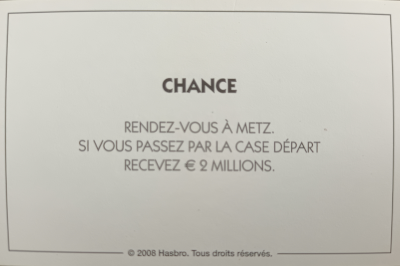 CHANCE
RENDEZ-VOUS À METZ.
SI VOUS PASSEZ PAR LA CASE DÉPART
RECEVEZ € 2 MILLIONS.
© 2008 Hasbro. Tous droits réservés.